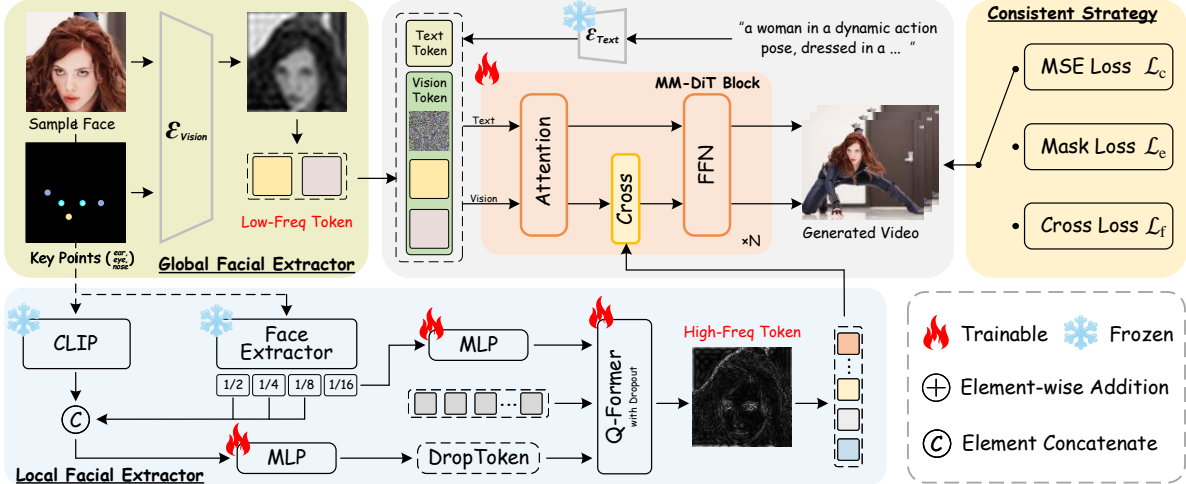 Sample Face
ℰVision
Low-Freq Token
Key Points (ear, eye, nose)
Global Facial Extractor
Text
Token
Vision
Token
ℰText
"a woman in a dynamic action
pose, dressed in a ... "
MM-DiT Block
Text
Vision
Attention
Cross
FFN
×N
Generated Video
Consistent Strategy
MSE Loss ℒc
Mask Loss ℒe
Cross Loss ℒf
CLIP
Face
Extractor
1/2 1/4 1/8 1/16
C
MLP
MLP
DropToken
Q-Former
with Dropout
High-Freq Token
Local Facial Extractor
Trainable
Frozen
Element-wise Addition
C Element Concatenate